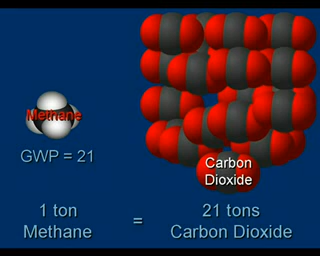 Methane
GWP = 21
Carbon
Dioxide
1 ton
Methane
=
21 tons
Carbon Dioxide